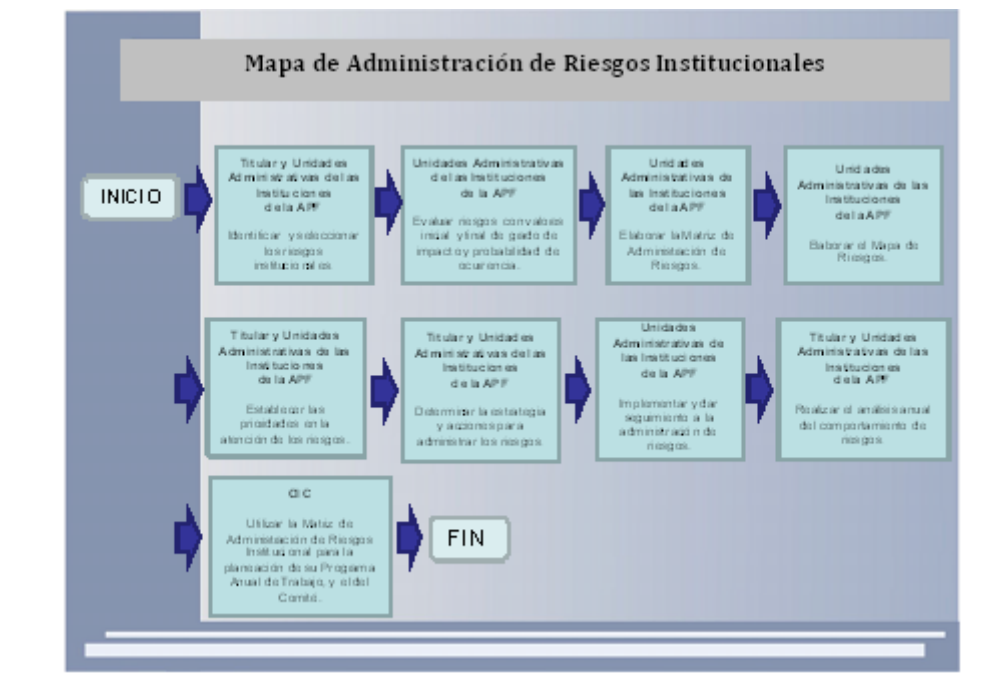 Mapa de Administración de Riesgos Institucionales
INICIO
Titular y Unidades
Administrativas de las
Instituciones
de la APF
Identificar y seleccionar
los riesgos
institucionales.
Unidades Administrativas
de las Instituciones
de la APF
Evaluar riesgos con valores
inicial y final de grado de
impacto y probabilidad de
ocurrencia.
Unidades
Administrativas de
las Instituciones
de la APF
Elaborar la Matriz de
Administración de
Riesgos.
Unidades
Administrativas de las
Instituciones
de la APF
Elaborar el Mapa de
Riesgos.
Titular y Unidades
Administrativas de las
Instituciones
de la APF
Establecer las
prioridades en la
atención de los riesgos.
Titular y Unidades
Administrativas de las
Instituciones
de la APF
Determinar la estrategia
y acciones para
administrar los riesgos.
Unidades
Administrativas de
las Instituciones
de la APF
Implementar y dar
seguimiento a la
administración de
riesgos.
Titular y Unidades
Administrativas de las
Instituciones
de la APF
Realizar el análisis anual
del comportamiento de
riesgos
OIC
Utilizar la Matriz de
Administración de Riesgos
Institucional para la
planeación de su Programa
Anual de Trabajo, y el del
Comité.
FIN